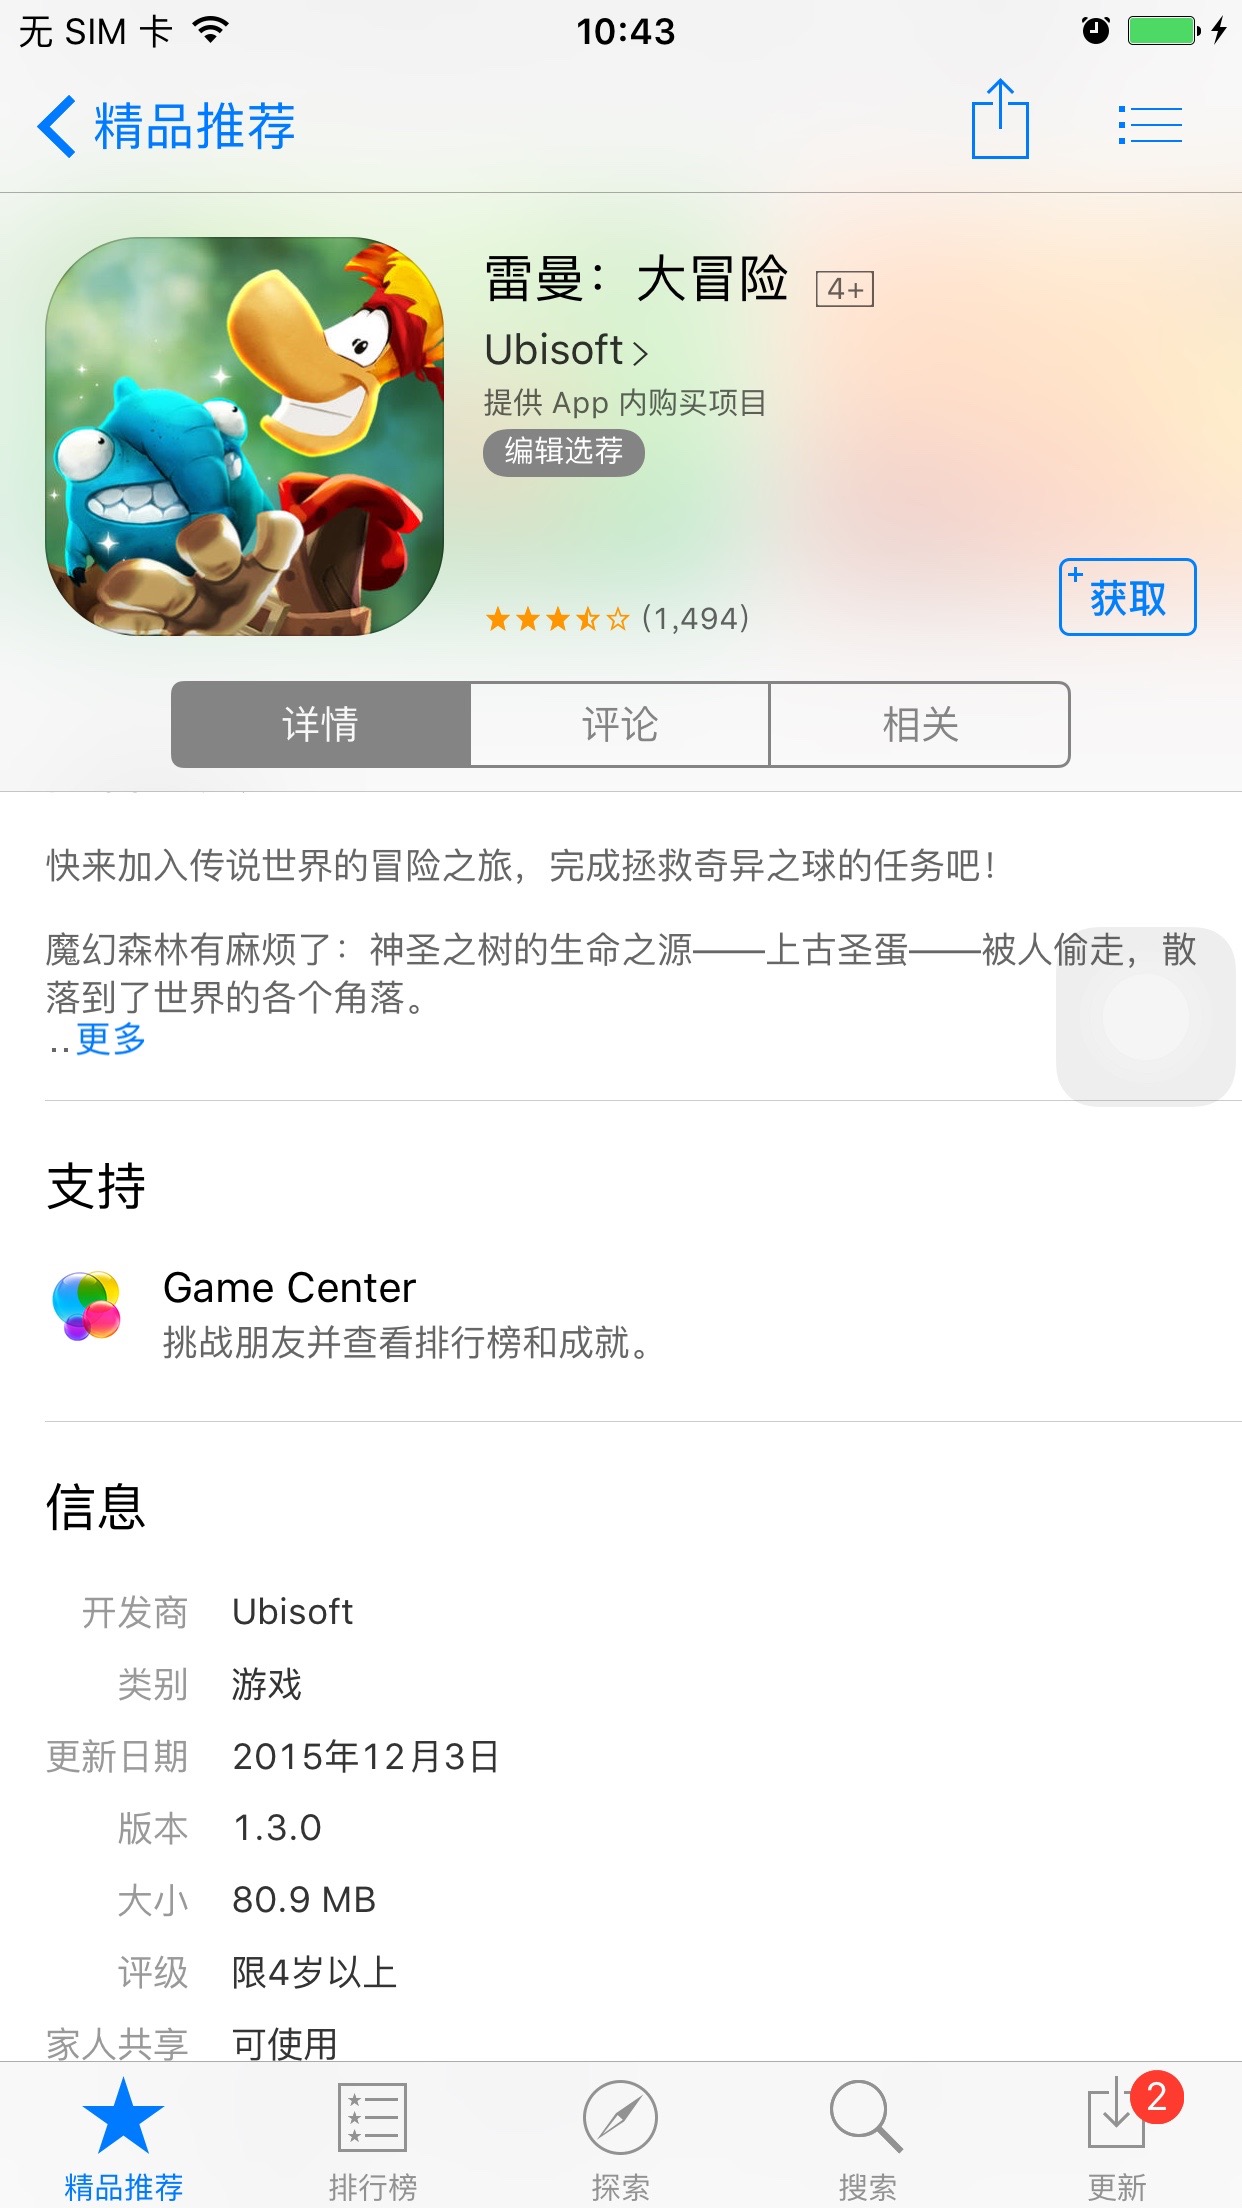 无 SIM 卡
10:43
精品推荐
雷曼：大冒险 4+
Ubisoft >
提供 App 内购买项目
编辑选荐
(1,494)
+获取
详情
评论
相关
快来加入传说世界的冒险之旅，完成拯救奇异之球的任务吧！
魔幻森林有麻烦了：神圣之树的生命之源——上古圣蛋——被人偷走，散
落到了世界的各个角落。
..更多
支持
Game Center
挑战朋友并查看排行榜和成就。
信息
开发商 Ubisoft
类别 游戏
更新日期 2015年12月3日
版本 1.3.0
大小 80.9 MB
评级 限4岁以上
家人共享 可使用
2
精品推荐
排行榜
探索
搜索
更新